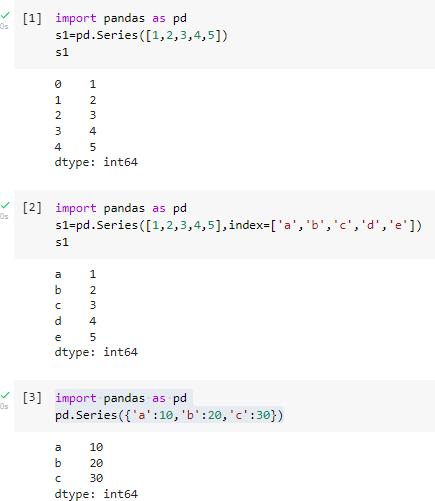 [1] import pandas as pd
0s
s1=pd.Series([1,2,3,4,5])
s1
0 1
1 2
2 3
3 4
4 5
dtype: int64
[2] import pandas as pd
0s
s1=pd.Series([1,2,3,4,5],index=['a','b','c','d','e'])
s1
a 1
b 2
c 3
d 4
e 5
dtype: int64
[3] import pandas as pd
0s
pd.Series({'a':10,'b':20,'c':30})
a 10
b 20
c 30
dtype: int64